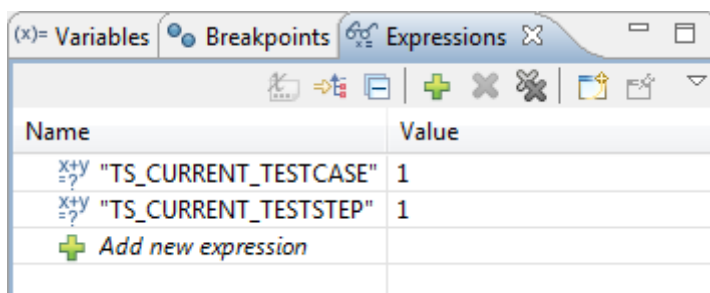 (x)= Variables Breakpoints Expressions
Name Value
x+y=? "TS_CURRENT_TESTCASE" 1
x+y=? "TS_CURRENT_TESTSTEP" 1
Add new expression